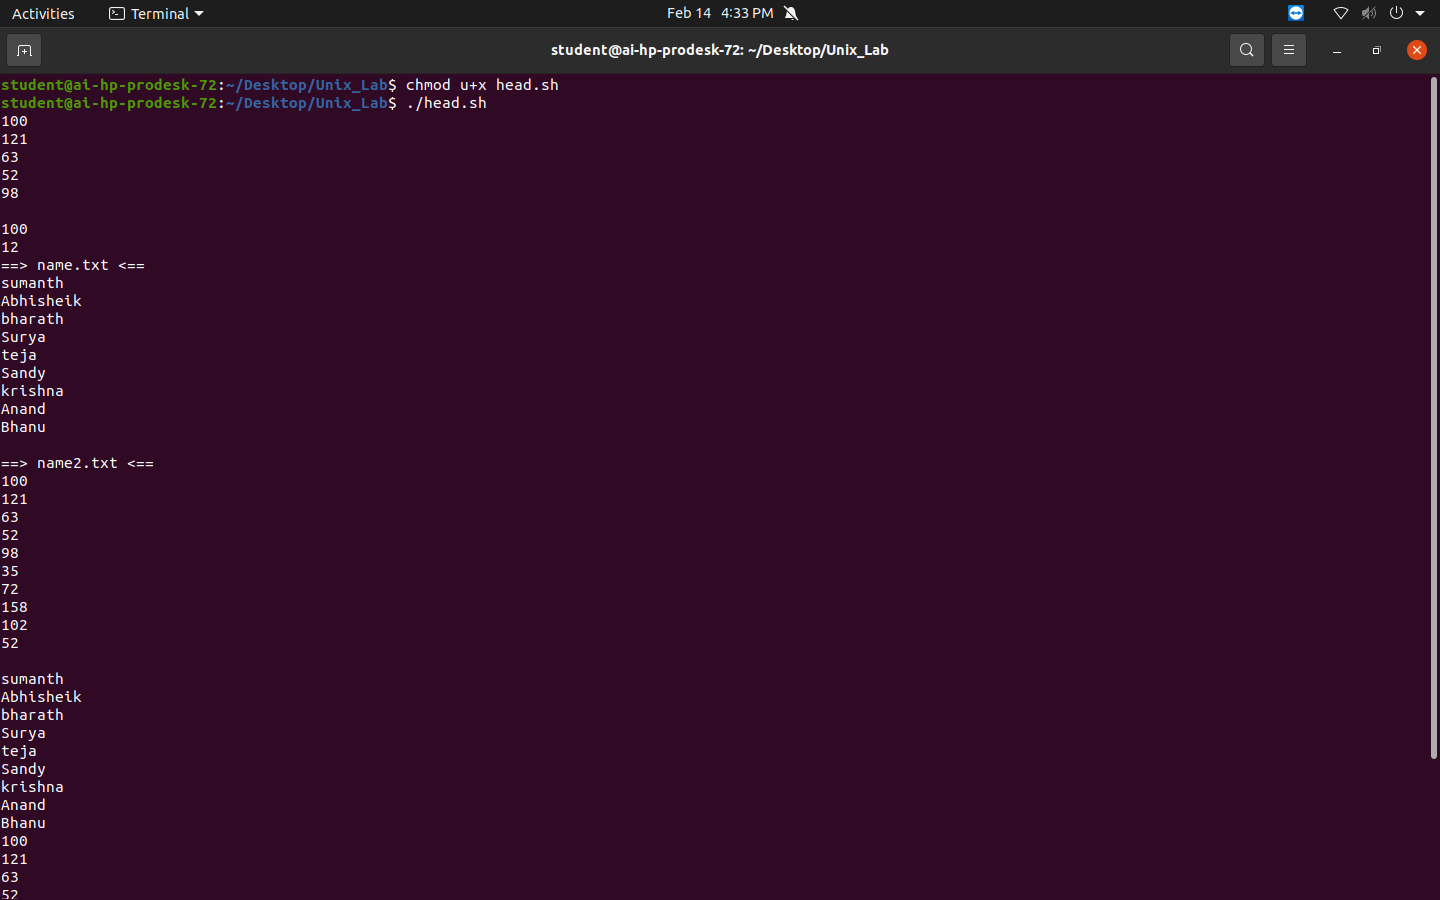 Activities Terminal Feb 14 4:33 PM
student@ai-hp-prodesk-72: ~/Desktop/Unix_Lab
student@ai-hp-prodesk-72:~/Desktop/Unix_Lab$ chmod u+x head.sh
student@ai-hp-prodesk-72:~/Desktop/Unix_Lab$ ./head.sh
100
121
63
52
98

100
12
==> name.txt <==
sumanth
Abhisheik
bharath
Surya
teja
Sandy
krishna
Anand
Bhanu

==> name2.txt <==
100
121
63
52
98
35
72
158
102
52

sumanth
Abhisheik
bharath
Surya
teja
Sandy
krishna
Anand
Bhanu
100
121
63
52